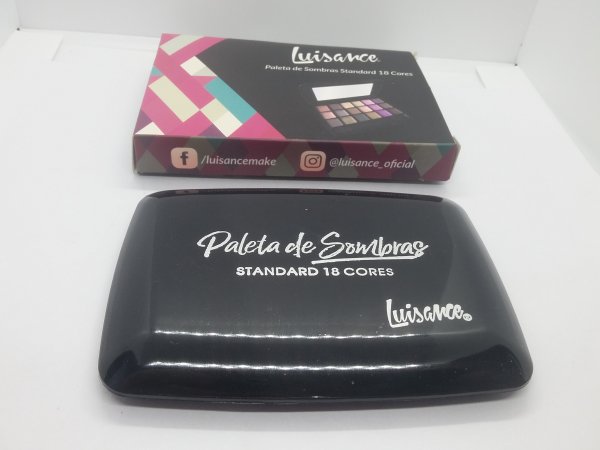 Luisance
Paleta de Sombras Standard 18 Cores
/luisancemake
@luisance_oficial
Paleta de Sombras
STANDARD 18 CORES
Luisance